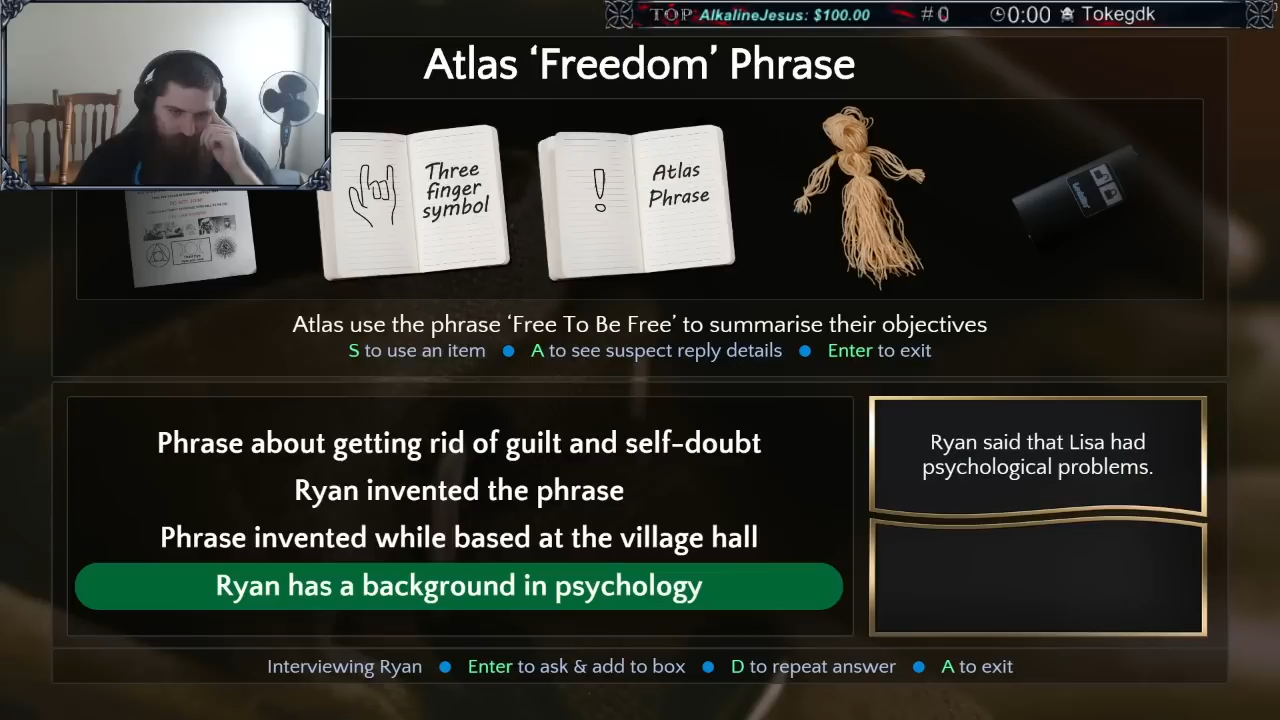 TOP AlkalineJesus: $100.00 #0 0:00 Tokegdk
Atlas ‘Freedom’ Phrase
Three
finger
symbol
!
Atlas
Phrase
Atlas use the phrase ‘Free To Be Free’ to summarise their objectives
S to use an item ● A to see suspect reply details ● Enter to exit
Phrase about getting rid of guilt and self-doubt
Ryan invented the phrase
Phrase invented while based at the village hall
Ryan has a background in psychology
Ryan said that Lisa had
psychological problems.
Interviewing Ryan ● Enter to ask & add to box ● D to repeat answer ● A to exit